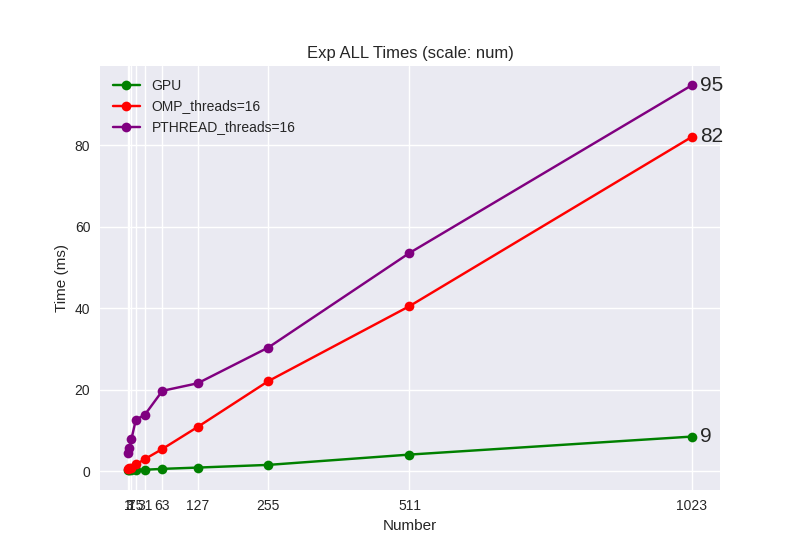 Exp ALL Times (scale: num)
GPU
OMP_threads=16
PTHREAD_threads=16
95
82
9
80
60
40
20
0
Time (ms)
31 63 127 255 511 1023
Number